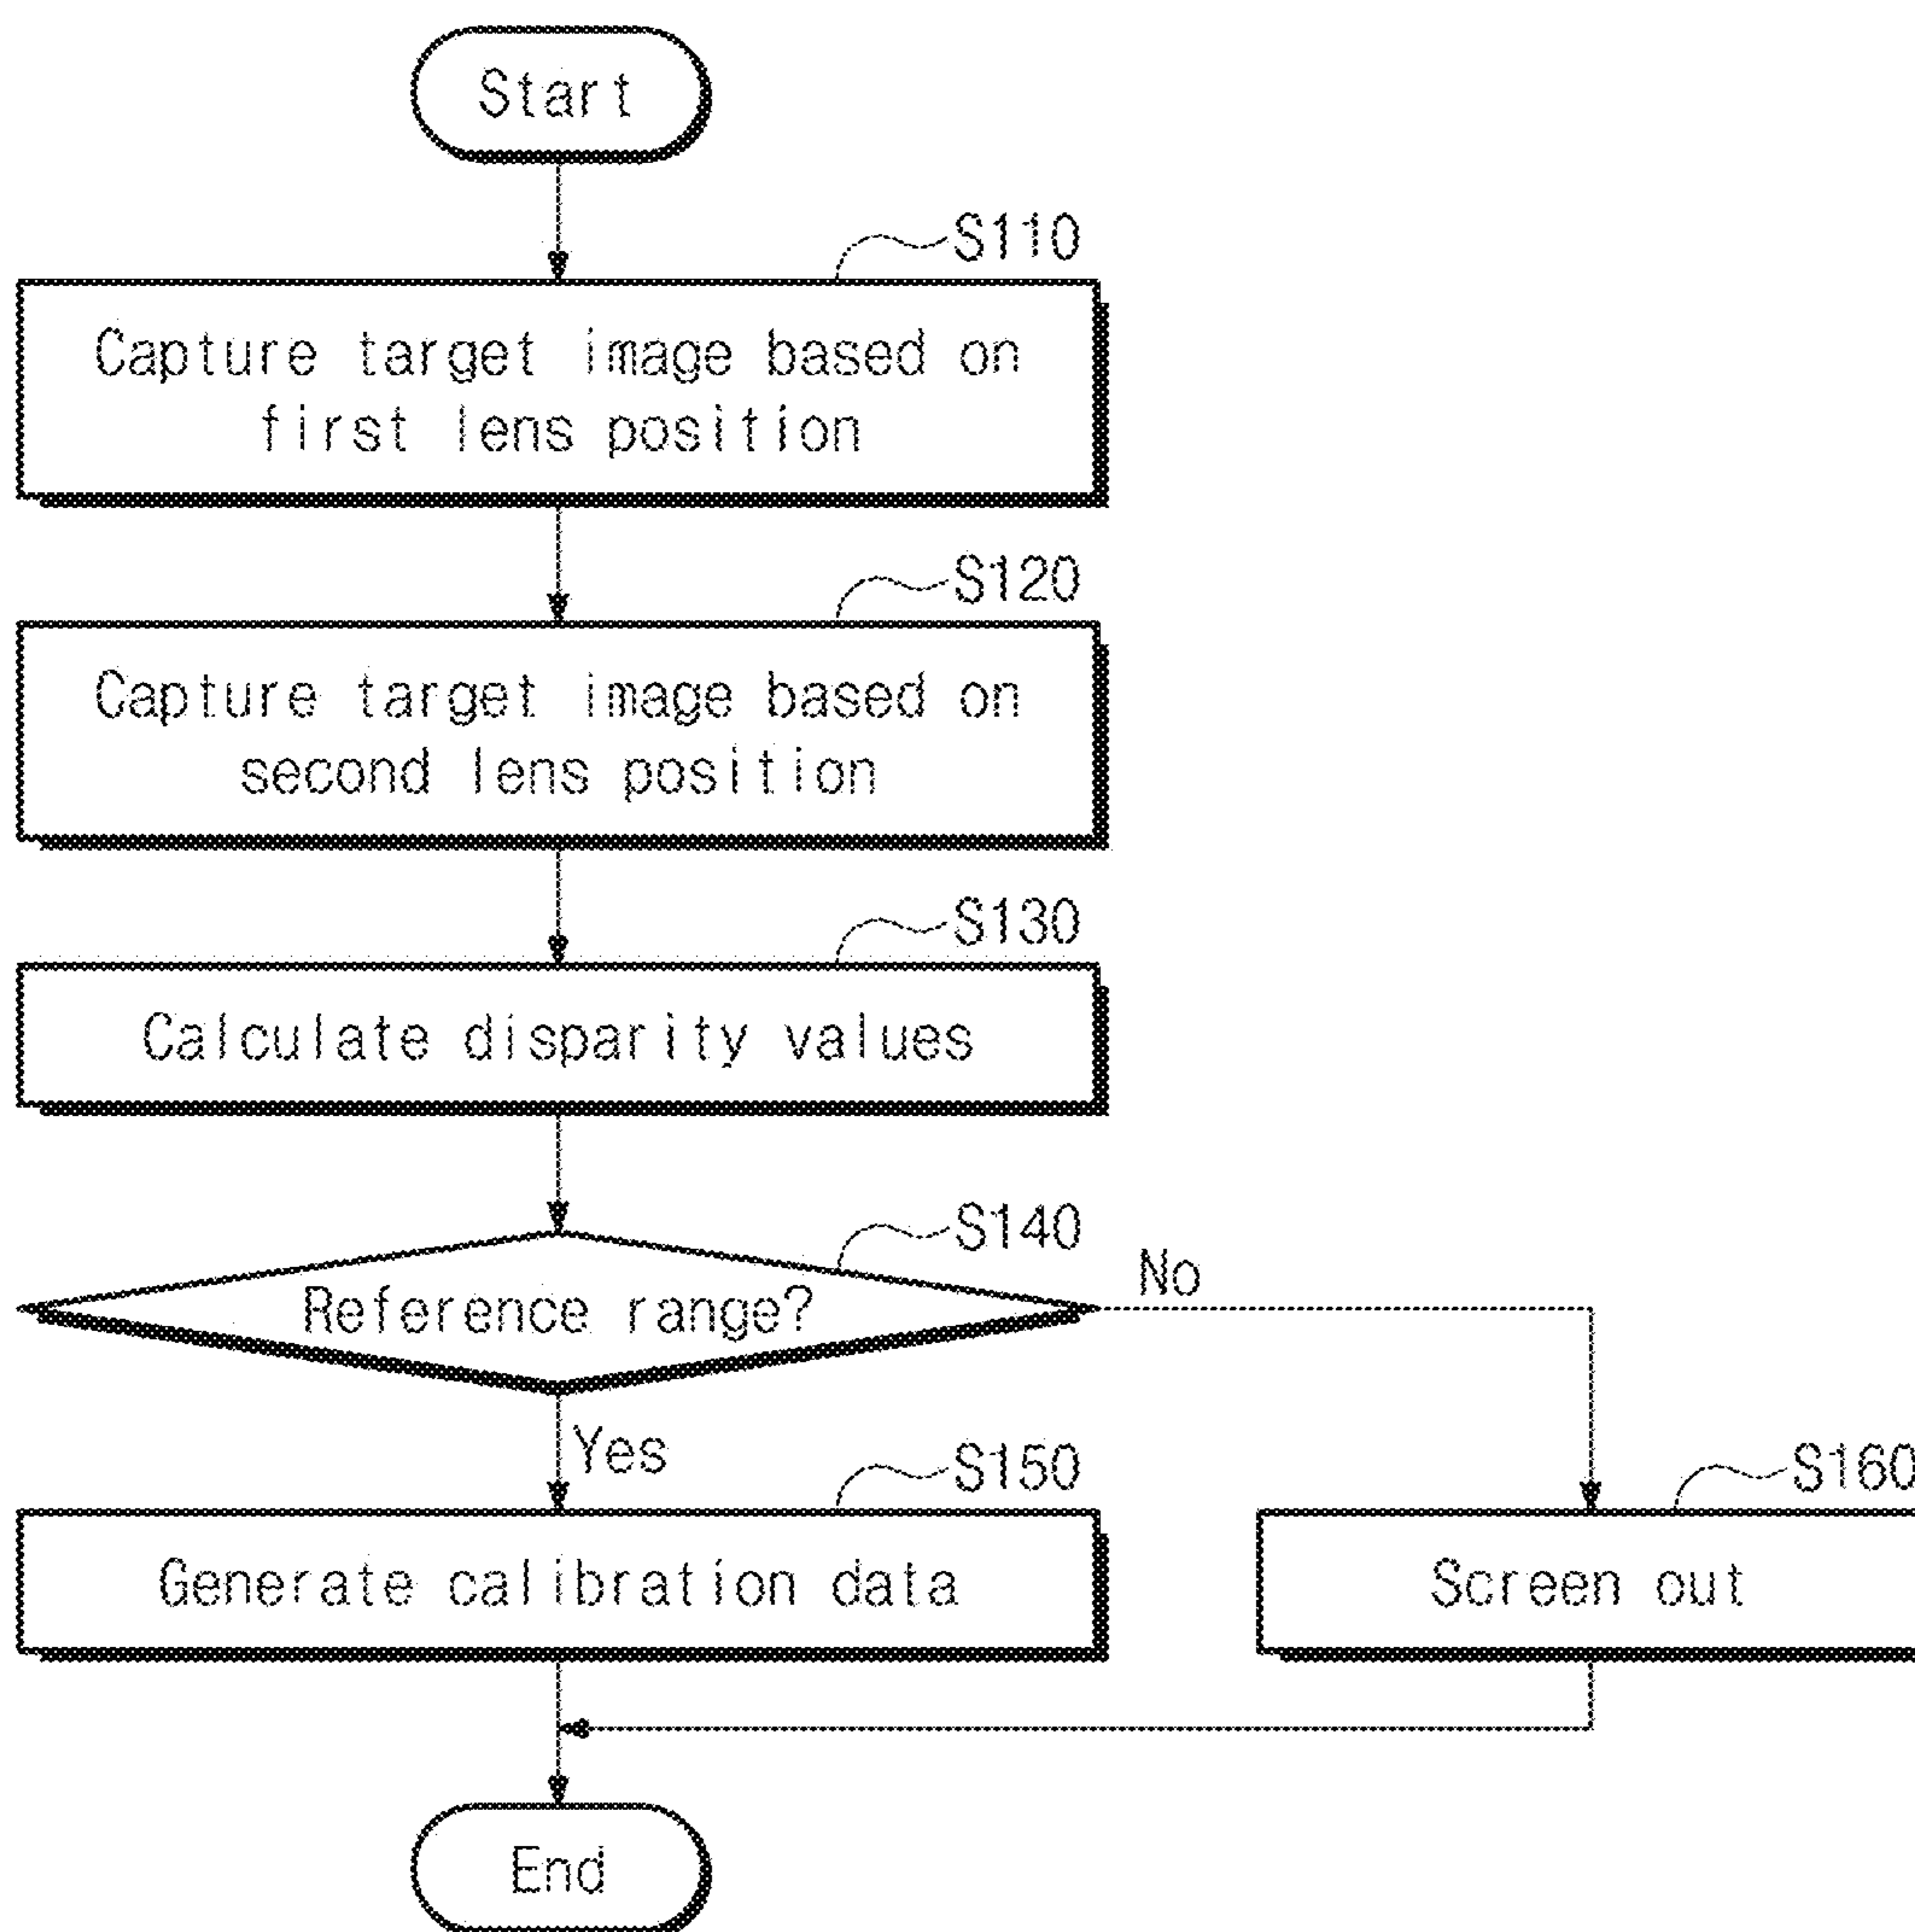 Start
S110
Capture target image based on
first lens position
S120
Capture target image based on
second lens position
S130
Calculate disparity values
S140
Reference range?
No
Yes
S150
Generate calibration data
S160
Screen out
End